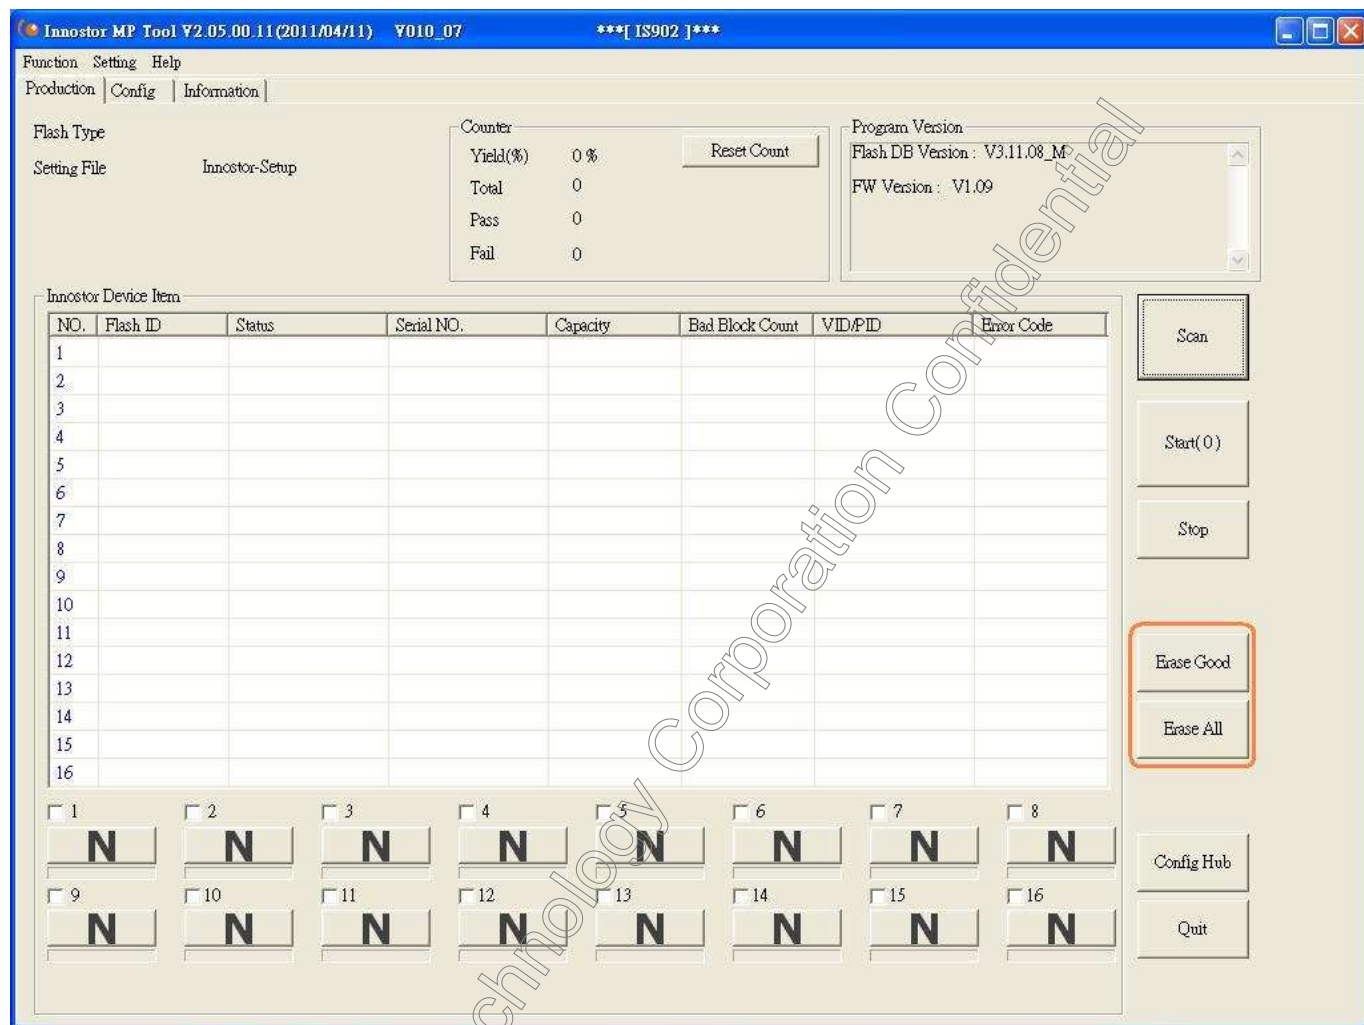 Innostor MP Tool V2.05.00.11(2011/04/11) V010_07 ***[ IS902 ]***
Function Setting Help
Production Config Information
Flash Type
Setting File Innostor-Setup
Counter
Yield(%) 0 %
Total 0
Pass 0
Fail 0
Reset Count
Program Version
Flash DB Version : V3.11.08_M
FW Version : V1.09
Innostor Device Item
NO. Flash ID Status Serial NO. Capacity Bad Block Count VID/PID Error Code
1
2
3
4
5
6
7
8
9
10
11
12
13
14
15
16
Scan
Start( 0 )
Stop
Erase Good
Erase All
Config Hub
Quit
1 2 3 4 5 6 7 8
N N N N N N N N
9 10 11 12 13 14 15 16
N N N N N N N N
chnology Corporation Confidential